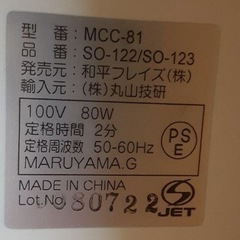 型 番：MCC-81
品 番：SO-122/SO-123
発売元：和平フレイズ(株)
輸入元：(株)丸山技研
100V 80W
定格時間 2分
定格周波数 50-60Hz
MARUYAMA.G
PS
E
MADE IN CHINA
Lot.No. 080722
S JET